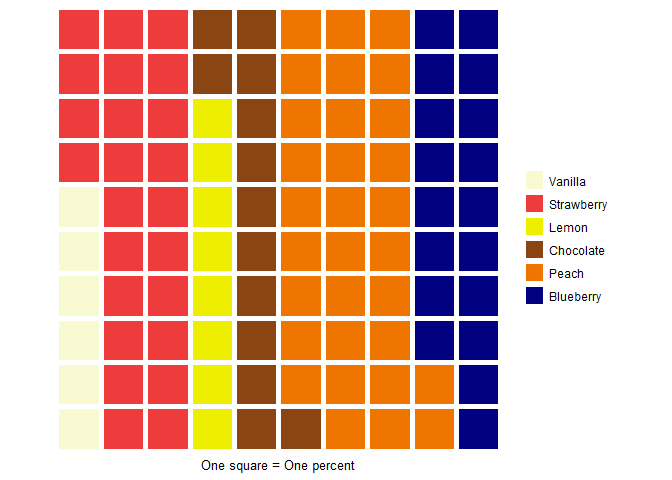 Vanilla
Strawberry
Lemon
Chocolate
Peach
Blueberry
One square = One percent